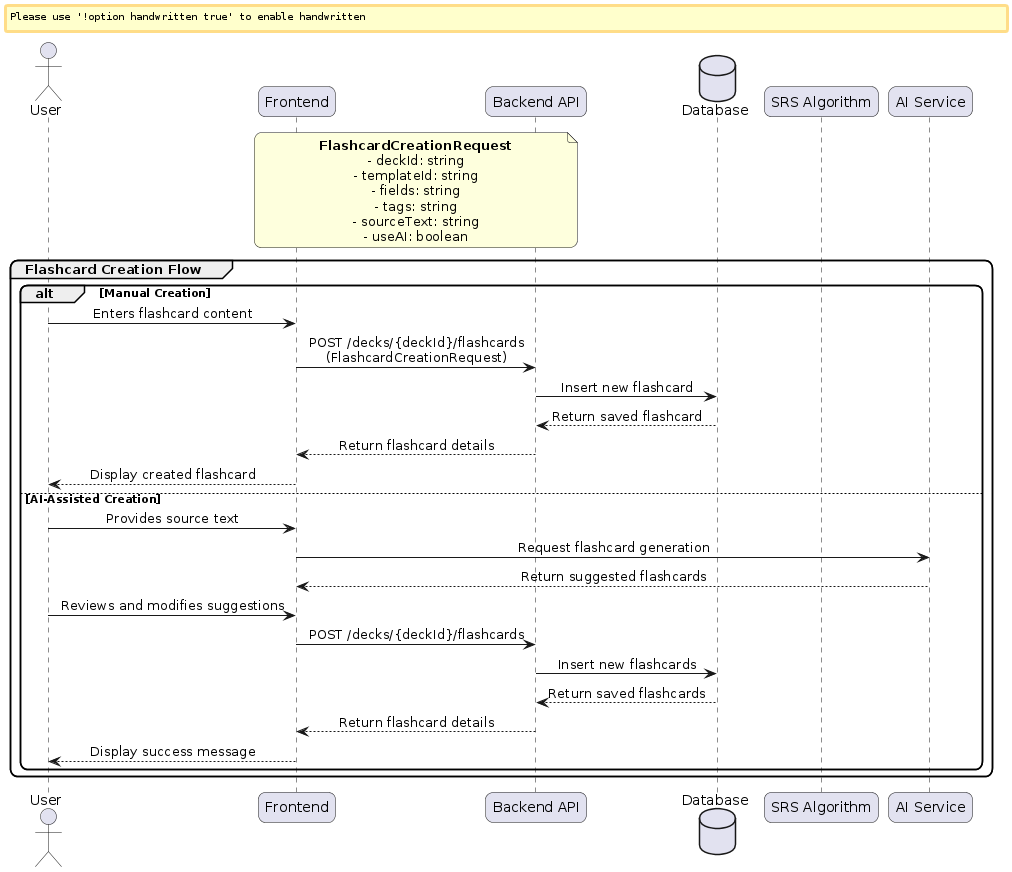 Please use '!option handwritten true' to enable handwritten
User
Frontend
Backend API
Database
SRS Algorithm
AI Service
FlashcardCreationRequest
- deckId: string
- templateId: string
- fields: string
- tags: string
- sourceText: string
- useAI: boolean
Flashcard Creation Flow
alt [Manual Creation]
Enters flashcard content
POST /decks/{deckId}/flashcards
(FlashcardCreationRequest)
Insert new flashcard
Return saved flashcard
Return flashcard details
Display created flashcard
[AI-Assisted Creation]
Provides source text
Request flashcard generation
Return suggested flashcards
Reviews and modifies suggestions
POST /decks/{deckId}/flashcards
Insert new flashcards
Return saved flashcards
Return flashcard details
Display success message
User
Frontend
Backend API
Database
SRS Algorithm
AI Service